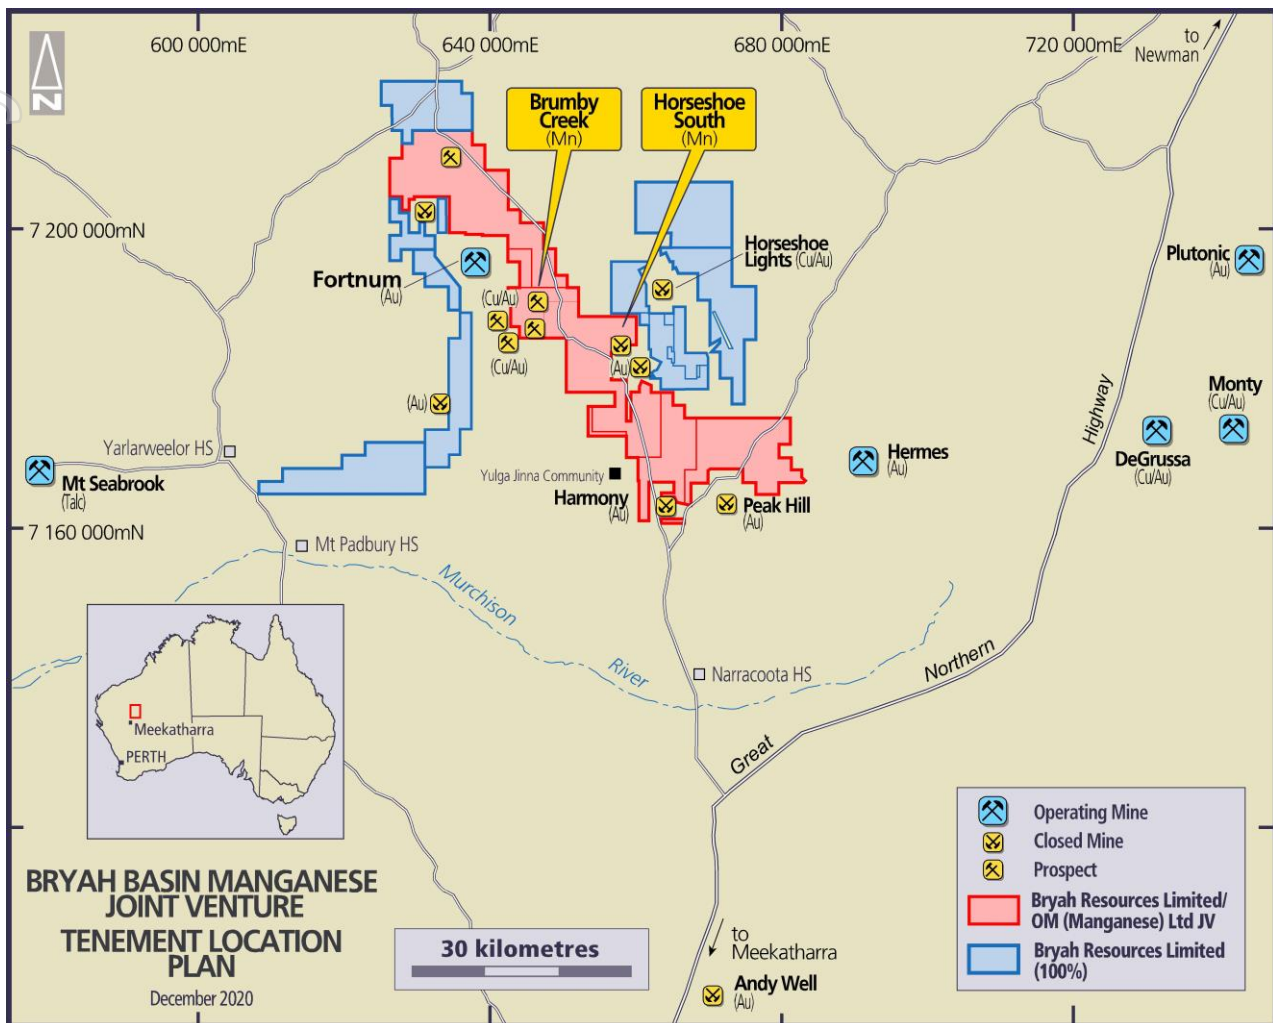 600 000mE
640 000mE
680 000mE
720 000mE
to
Newman
N
Brumby
Creek
(Mn)
Horseshoe
South
(Mn)
7 200 000mN
Fortnum
(Au)
(Cu/Au)
(Cu/Au)
Horseshoe
Lights (Cu/Au)
Plutonic
(Au)
(Au)
(Au)
Monty
(Cu/Au)
Yarlarweelor HS
Mt Seabrook
(Talc)
Yulga Jinna Community
Harmony
(Au)
Peak Hill
(Au)
Hermes
(Au)
DeGrussa
(Cu/Au)
Highway
7 160 000mN
Mt Padbury HS
Murchison
River
Narracoota HS
Northern
Great
Meekatharra
PERTH
BRYAH BASIN MANGANESE
JOINT VENTURE
TENEMENT LOCATION
PLAN
December 2020
30 kilometres
to
Meekatharra
Andy Well
(Au)
Operating Mine
Closed Mine
Prospect
Bryah Resources Limited/
OM (Manganese) Ltd JV
Bryah Resources Limited
(100%)